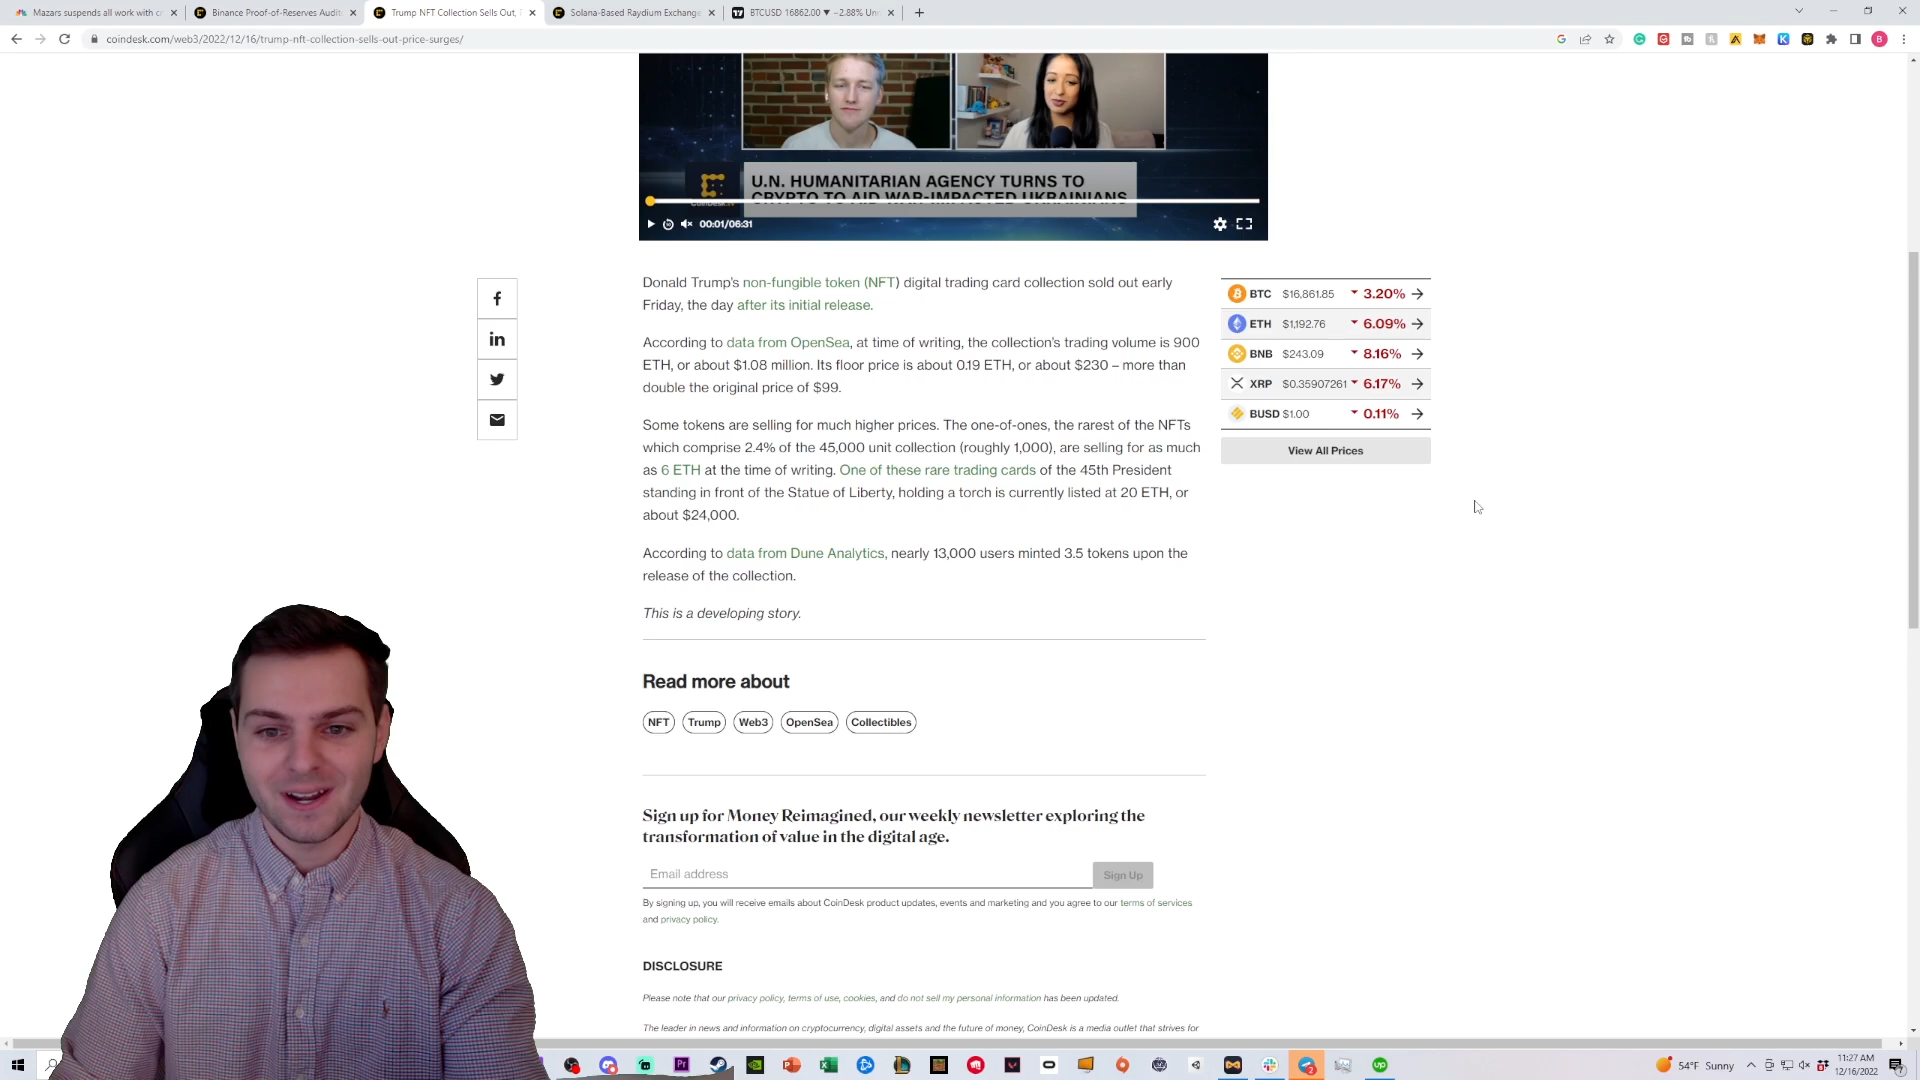 Mazars suspends all work with cr
Binance Proof-of-Reserves Audit
Trump NFT Collection Sells Out,
Solana-Based Raydium Exchange
BTCUSD 16862.00 ▼ −2.88% Un
coindesk.com/web3/2022/12/16/trump-nft-collection-sells-out-price-surges/
U.N. HUMANITARIAN AGENCY TURNS TO
CRYPTO TO AID WAR-IMPACTED UKRAINIANS
00:01/06:31
Donald Trump's non-fungible token (NFT) digital trading card collection sold out early
Friday, the day after its initial release.
According to data from OpenSea, at time of writing, the collection's trading volume is 900
ETH, or about $1.08 million. Its floor price is about 0.19 ETH, or about $230 – more than
double the original price of $99.
Some tokens are selling for much higher prices. The one-of-ones, the rarest of the NFTs
which comprise 2.4% of the 45,000 unit collection (roughly 1,000), are selling for as much
as 6 ETH at the time of writing. One of these rare trading cards of the 45th President
standing in front of the Statue of Liberty, holding a torch is currently listed at 20 ETH, or
about $24,000.
According to data from Dune Analytics, nearly 13,000 users minted 3.5 tokens upon the
release of the collection.
This is a developing story.
BTC $16,861.85 3.20%
ETH $1,192.76 6.09%
BNB $243.09 8.16%
XRP $0.35907261 6.17%
BUSD $1.00 0.11%
View All Prices
Read more about
NFT Trump Web3 OpenSea Collectibles
Sign up for Money Reimagined, our weekly newsletter exploring the
transformation of value in the digital age.
Email address
Sign Up
By signing up, you will receive emails about CoinDesk product updates, events and marketing and you agree to our terms of services
and privacy policy.
DISCLOSURE
Please note that our privacy policy, terms of use, cookies, and do not sell my personal information has been updated.
The leader in news and information on cryptocurrency, digital assets and the future of money, CoinDesk is a media outlet that strives for
54°F Sunny
11:27 AM
12/16/2022